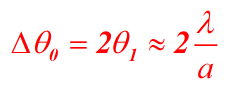 Δθ₀ = 2θ₁ ≈ 2 λ/a